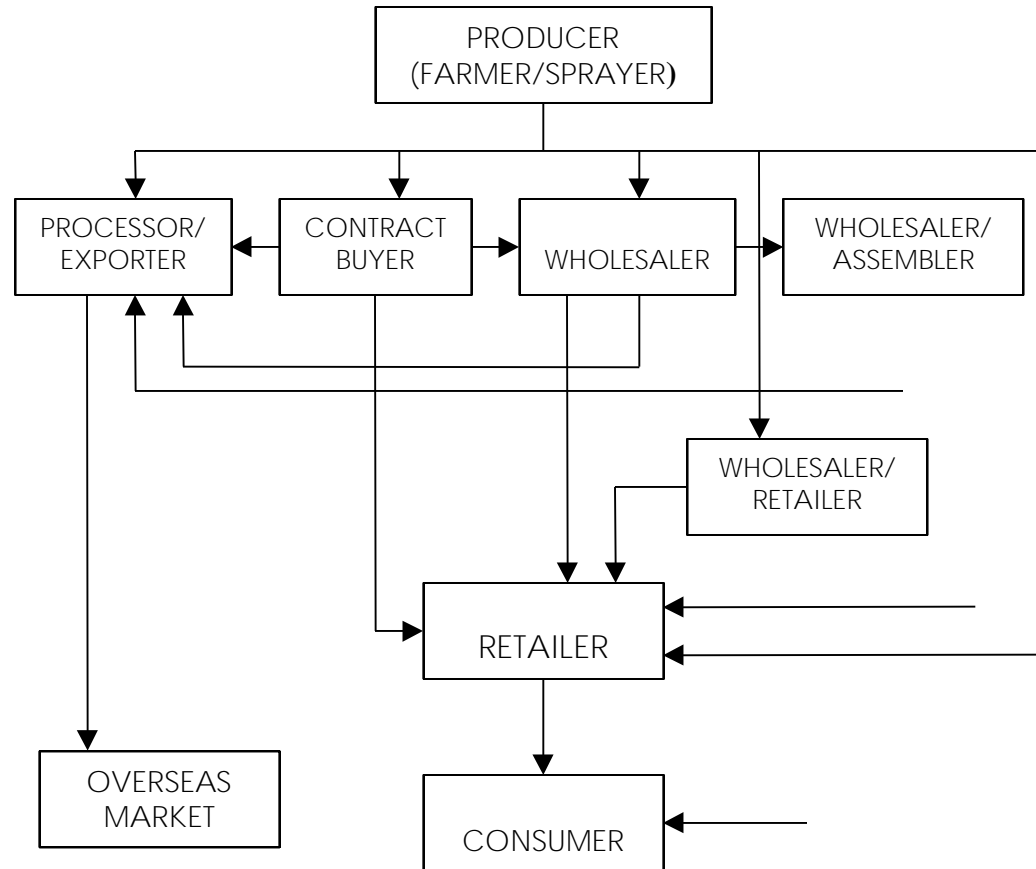 PRODUCER
(FARMER/SPRAYER)
PROCESSOR/
EXPORTER
CONTRACT
BUYER
WHOLESALER
WHOLESALER/
ASSEMBLER
WHOLESALER/
RETAILER
RETAILER
OVERSEAS
MARKET
CONSUMER